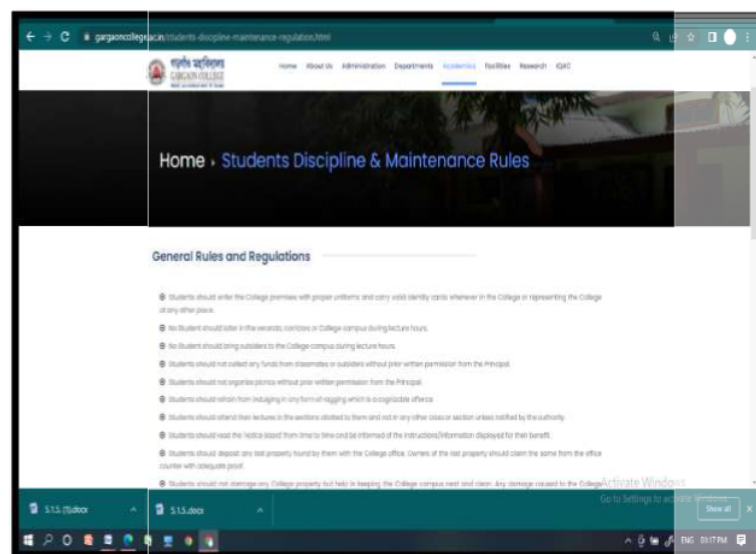 gargaoncollege.ac.in/students-discipline-maintenance-regulation.html
গড়গাঁও মহাবিদ্যালয়
GARGAON COLLEGE
Home About Us Administration Departments Academics Facilities Research IQAC
Home › Students Discipline & Maintenance Rules
General Rules and Regulations
Students should enter the College premises with proper uniforms and carry valid identity cards whenever in the College or representing the College
at any other place.
No Student should loiter in the veranda, corridors or College campus during lecture hours.
No Student should bring outsiders to the College campus during lecture hours.
Students should not collect any funds from classmates or outsiders without prior written permission from the Principal.
Students should not organise picnics without prior written permission from the Principal.
Students should refrain from indulging in any form of ragging which is a cognizable offence.
Students should attend their lectures in the sections allotted to them and not in any other class or section unless notified by the authority.
Students should read the Notice Board from time to time and be informed of the instructions/information displayed for their benefit.
Students should deposit any lost property found by them with the College office. Owners of the lost property should claim the same from the office
counter with adequate proof.
Students should not damage any College property but help in keeping the College campus neat and clean. Any damage caused to the College
Activate Windows
Go to Settings to activate Windows.
S.1.S. (1).docx
S.1.S..docx
Show all
ENG 01:17 PM